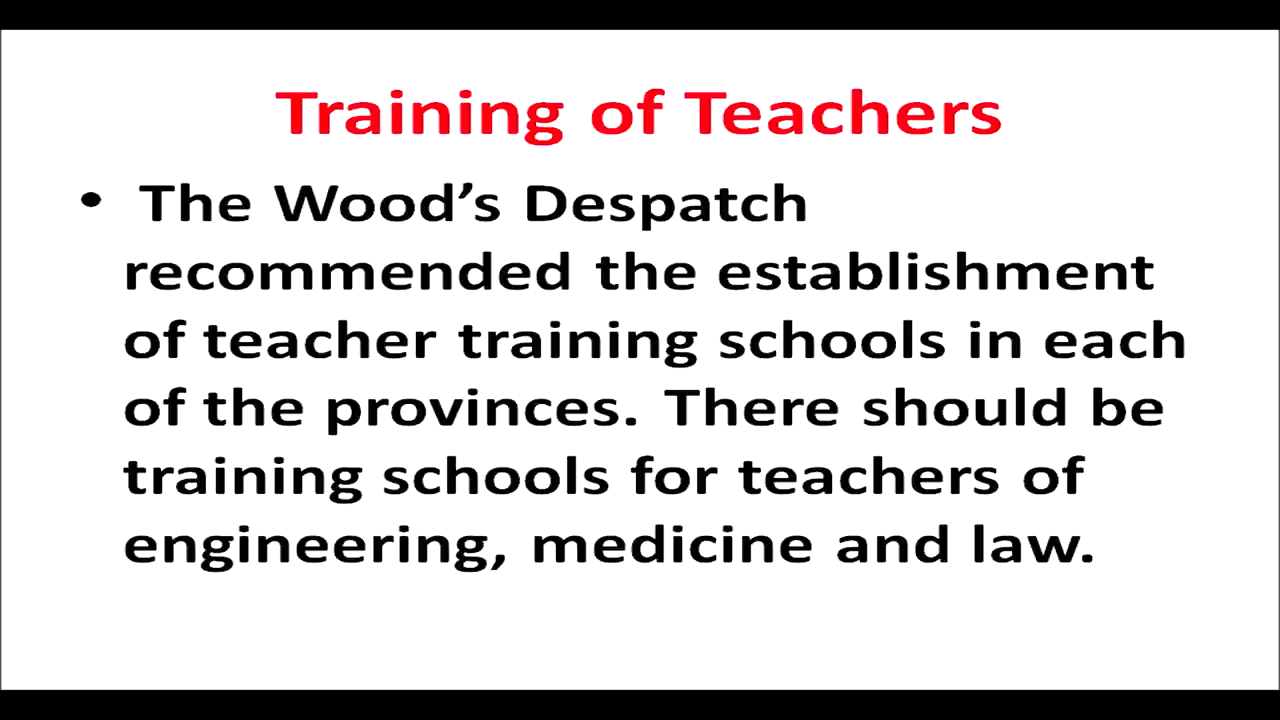 Training of Teachers
• The Wood’s Despatch
recommended the establishment
of teacher training schools in each
of the provinces. There should be
training schools for teachers of
engineering, medicine and law.